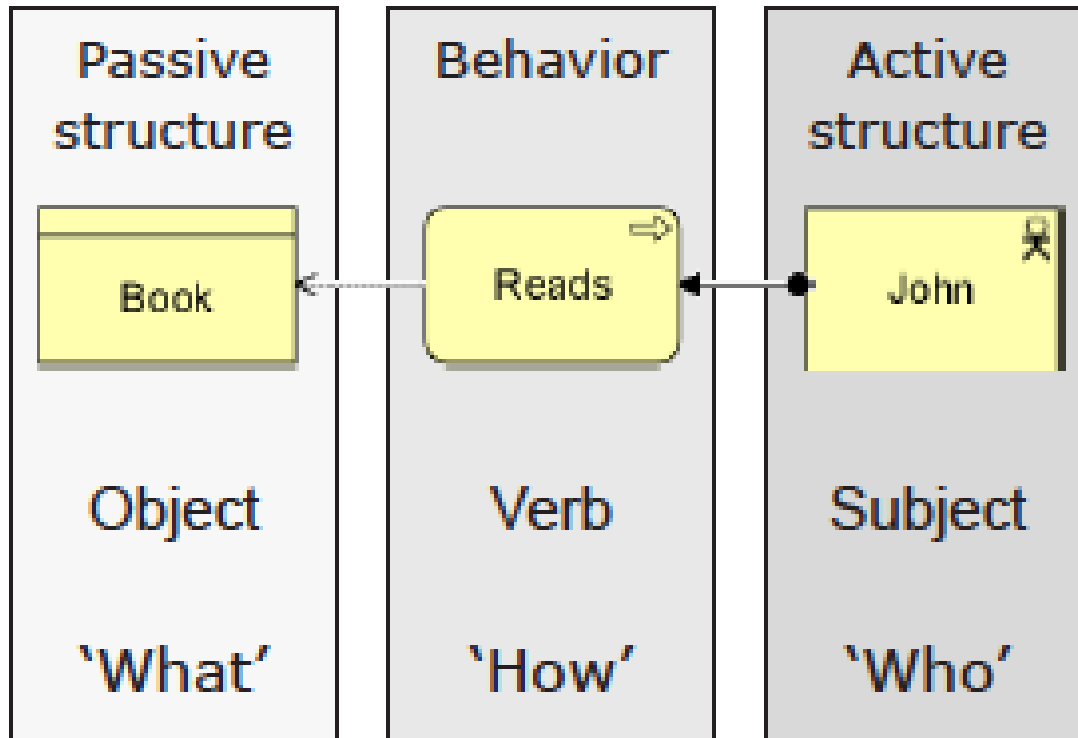 Passive
structure
Book
Object
‘What’
Behavior
Reads
Verb
‘How’
Active
structure
John
Subject
‘Who’